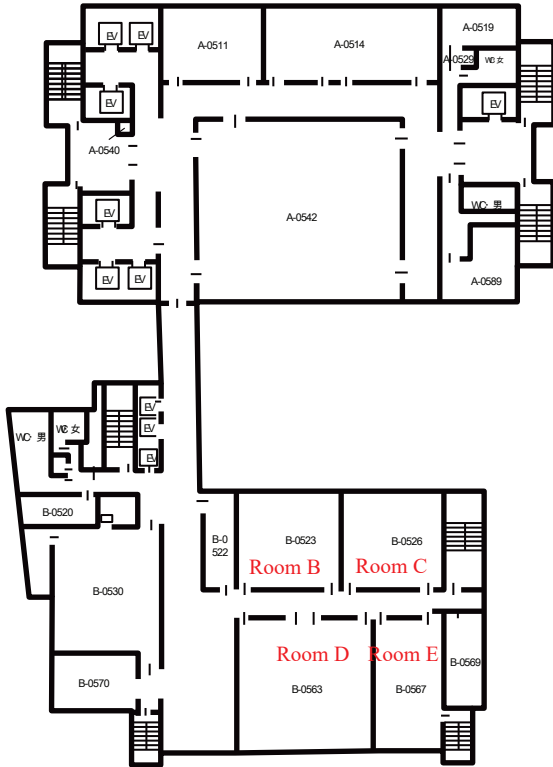 EV
EV
A-0511
A-0514
A-0519
A-0529
WC 女
EV
EV
A-0540
WC 男
EV
A-0542
EV
EV
A-0589
EV
WC 男
WC 女
EV
EV
B-0520
B-0
522
B-0523
B-0526
Room B
Room C
B-0530
Room D
Room E
B-0569
B-0570
B-0563
B-0567